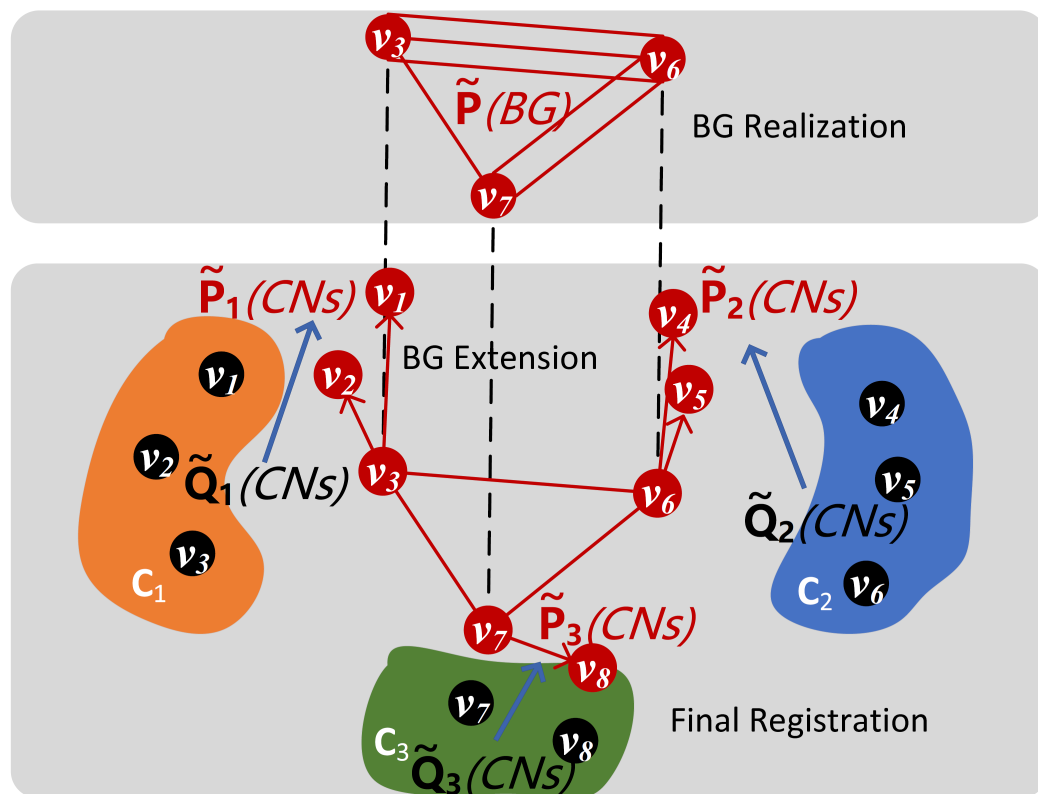 v3
v6
P̃(BG)
BG Realization
v7
P̃1(CNs)
v1
P̃2(CNs)
v4
BG Extension
v1
v2
v5
v4
v2
Q̃1(CNs)
v3
v6
v5
Q̃2(CNs)
v3
C1
C2
v6
v7
P̃3(CNs)
v8
v7
Final Registration
C3
v8
Q̃3(CNs)